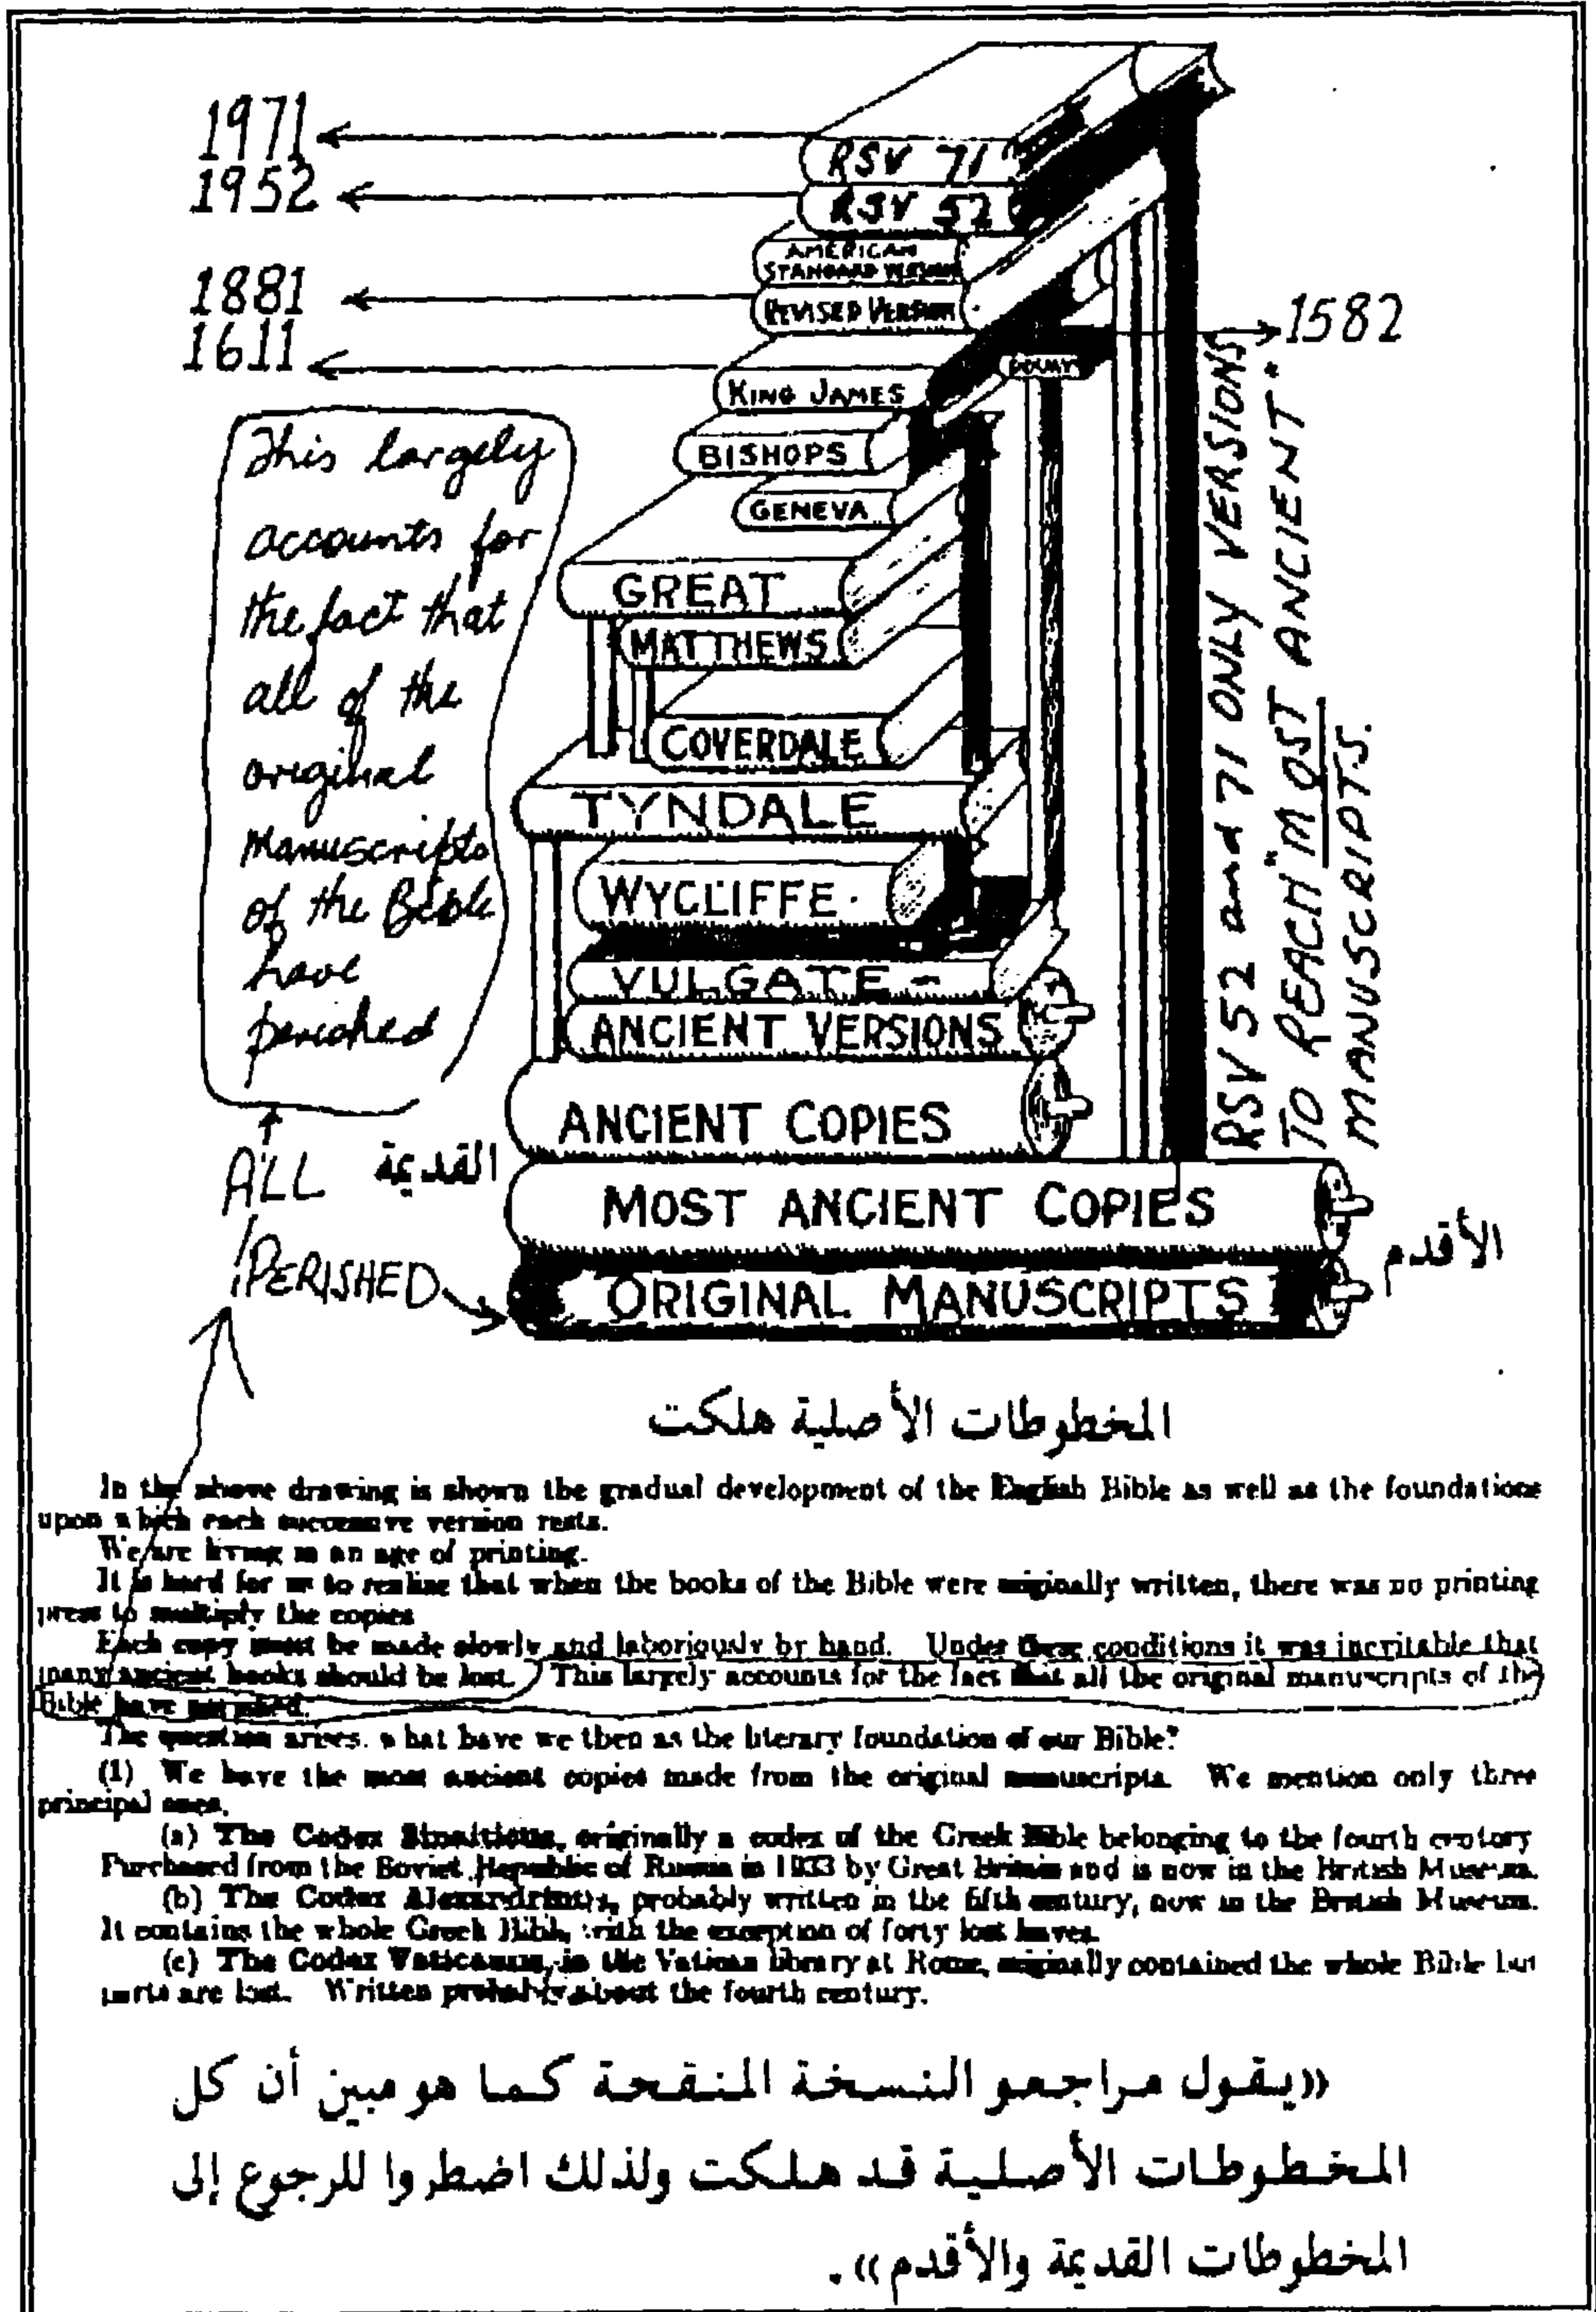 1971
RSV 71
1952
RSV 52
AMERICAN
STANDARD VERSION
1881
REVISED VERSION
1582
1611
DOUAY
KING JAMES
BISHOPS
GENEVA
GREAT
MATTHEWS
COVERDALE
TYNDALE
WYCLIFFE
VULGATE
ANCIENT VERSIONS
ANCIENT COPIES
MOST ANCIENT COPIES
ORIGINAL MANUSCRIPTS
This largely
accounts for
the fact that
all of the
original
Manuscripts
of the Bible
have
perished
ALL
PERISHED
القديمة
الأقدم
RSV 52 and 71 ONLY VERSIONS
TO REACH "MOST ANCIENT"
MANUSCRIPTS.
المخطوطات الأصلية هلكت
In the above drawing is shown the gradual development of the English Bible as well as the foundations
upon which each successive version rests.
We are living in an age of printing.
It is hard for us to realize that when the books of the Bible were originally written, there was no printing
press to multiply the copies
Each copy must be made slowly and laboriously by hand. Under these conditions it was inevitable that
many ancient books should be lost. This largely accounts for the fact that all the original manuscripts of the
Bible have perished.
The question arises, what have we then as the literary foundation of our Bible?
(1) We have the most ancient copies made from the original manuscripts. We mention only three
principal ones.
(a) The Codex Sinaiticus, originally a codex of the Greek Bible belonging to the fourth century
Purchased from the Soviet Republic of Russia in 1933 by Great Britain and is now in the British Museum.
(b) The Codex Alexandrinus, probably written in the fifth century, now in the British Museum.
It contains the whole Greek Bible, with the exception of forty lost leaves.
(c) The Codex Vaticanus, in the Vatican library at Rome, originally contained the whole Bible but
parts are lost. Written probably about the fourth century.
«يقول مراجعو النسخة المنقحة كما هو مبين أن كل
المخطوطات الأصلية قد هلكت ولذلك اضطروا للرجوع إلى
المخطوطات القديمة والأقدم».